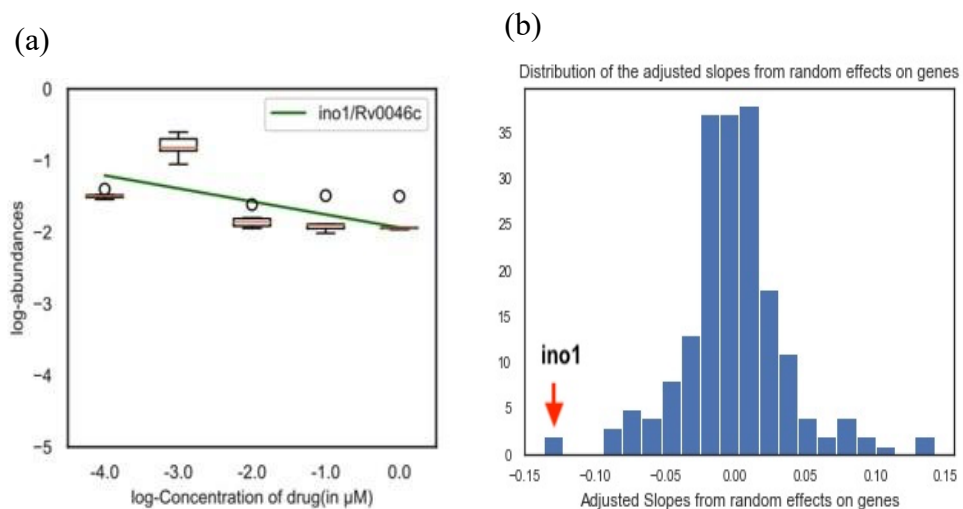 (a)
0
−1
−2
−3
−4
−5
log-abundances
ino1/Rv0046c
-4.0 -3.0 -2.0 -1.0 0.0
log-Concentration of drug(in µM)
(b)
Distribution of the adjusted slopes from random effects on genes
35
30
25
20
15
10
5
0
ino1
−0.15 −0.10 −0.05 0.00 0.05 0.10 0.15
Adjusted Slopes from random effects on genes